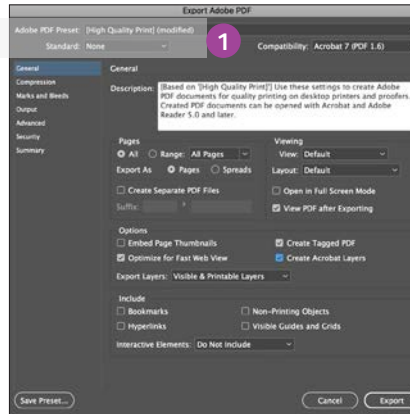 Export Adobe PDF
Adobe PDF Preset: [High Quality Print] (modified)
Standard: None
1
Compatibility: Acrobat 7 (PDF 1.6)
General
Compression
Marks and Bleeds
Output
Advanced
Security
Summary
General
Description: [Based on '[High Quality Print]'] Use these settings to create Adobe
PDF documents for quality printing on desktop printers and proofers.
Created PDF documents can be opened with Acrobat and Adobe
Reader 5.0 and later.
Pages
All Range: All Pages
Export As Pages Spreads
Create Separate PDF Files
Suffix:
Viewing
View: Default
Layout: Default
Open in Full Screen Mode
View PDF after Exporting
Options
Embed Page Thumbnails Create Tagged PDF
Optimize for Fast Web View Create Acrobat Layers
Export Layers: Visible & Printable Layers
Include
Bookmarks Non-Printing Objects
Hyperlinks Visible Guides and Grids
Interactive Elements: Do Not Include
Save Preset... Cancel Export